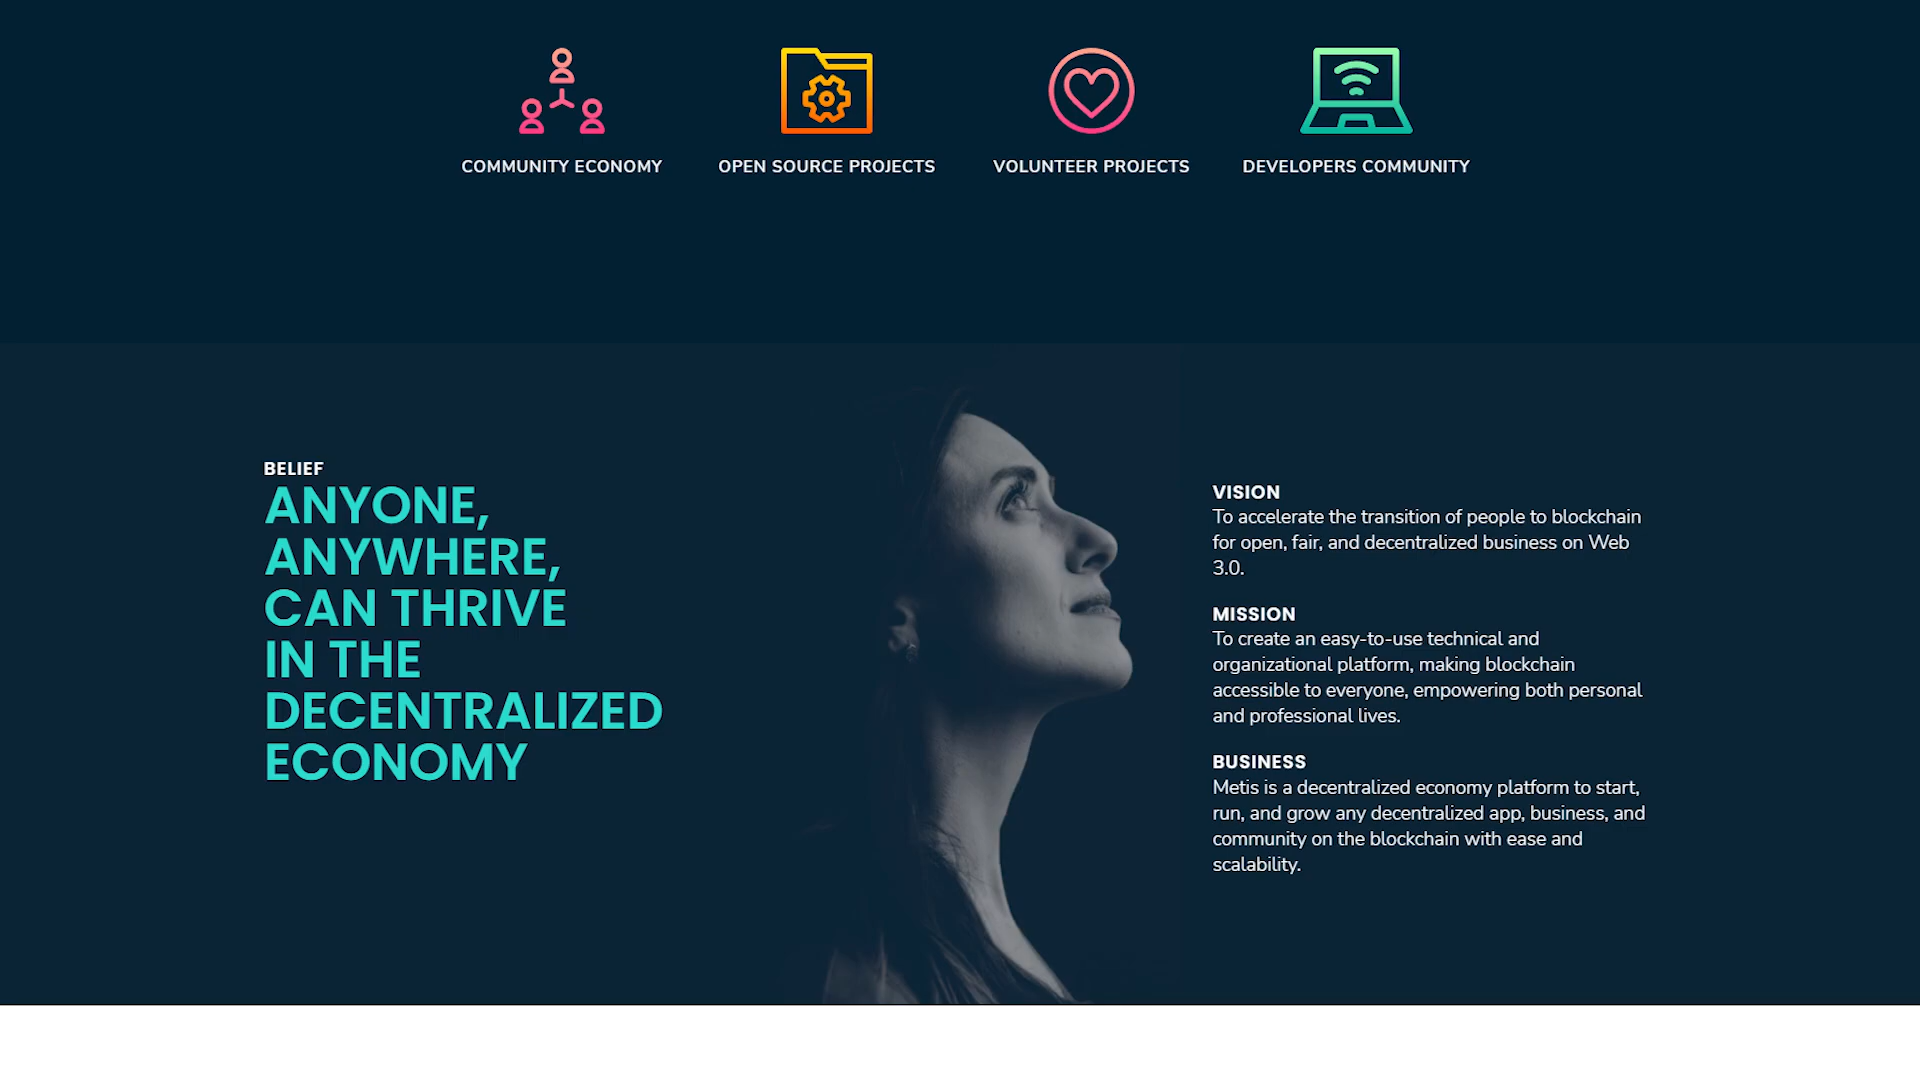 COMMUNITY ECONOMY
OPEN SOURCE PROJECTS
VOLUNTEER PROJECTS
DEVELOPERS COMMUNITY
BELIEF
ANYONE,
ANYWHERE,
CAN THRIVE
IN THE
DECENTRALIZED
ECONOMY
VISION
To accelerate the transition of people to blockchain
for open, fair, and decentralized business on Web
3.0.
MISSION
To create an easy-to-use technical and
organizational platform, making blockchain
accessible to everyone, empowering both personal
and professional lives.
BUSINESS
Metis is a decentralized economy platform to start,
run, and grow any decentralized app, business, and
community on the blockchain with ease and
scalability.